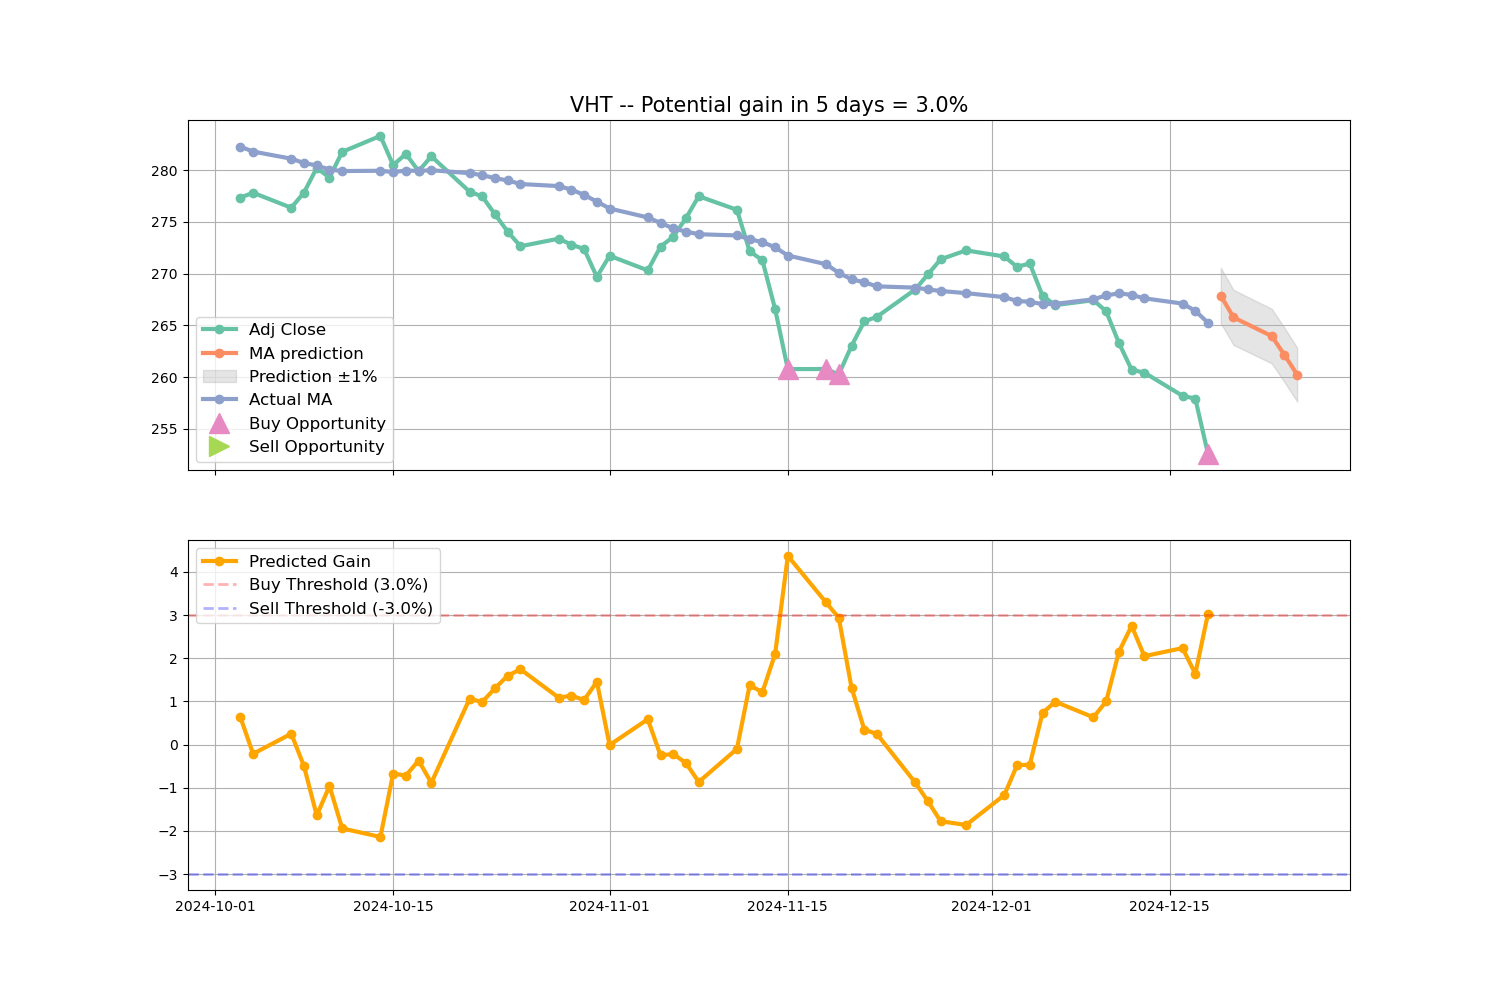 VHT -- Potential gain in 5 days = 3.0%
280
275
270
265
260
255
Adj Close
MA prediction
Prediction ±1%
Actual MA
Buy Opportunity
Sell Opportunity
4
3
2
1
0
−1
−2
−3
Predicted Gain
Buy Threshold (3.0%)
Sell Threshold (-3.0%)
2024-10-01
2024-10-15
2024-11-01
2024-11-15
2024-12-01
2024-12-15